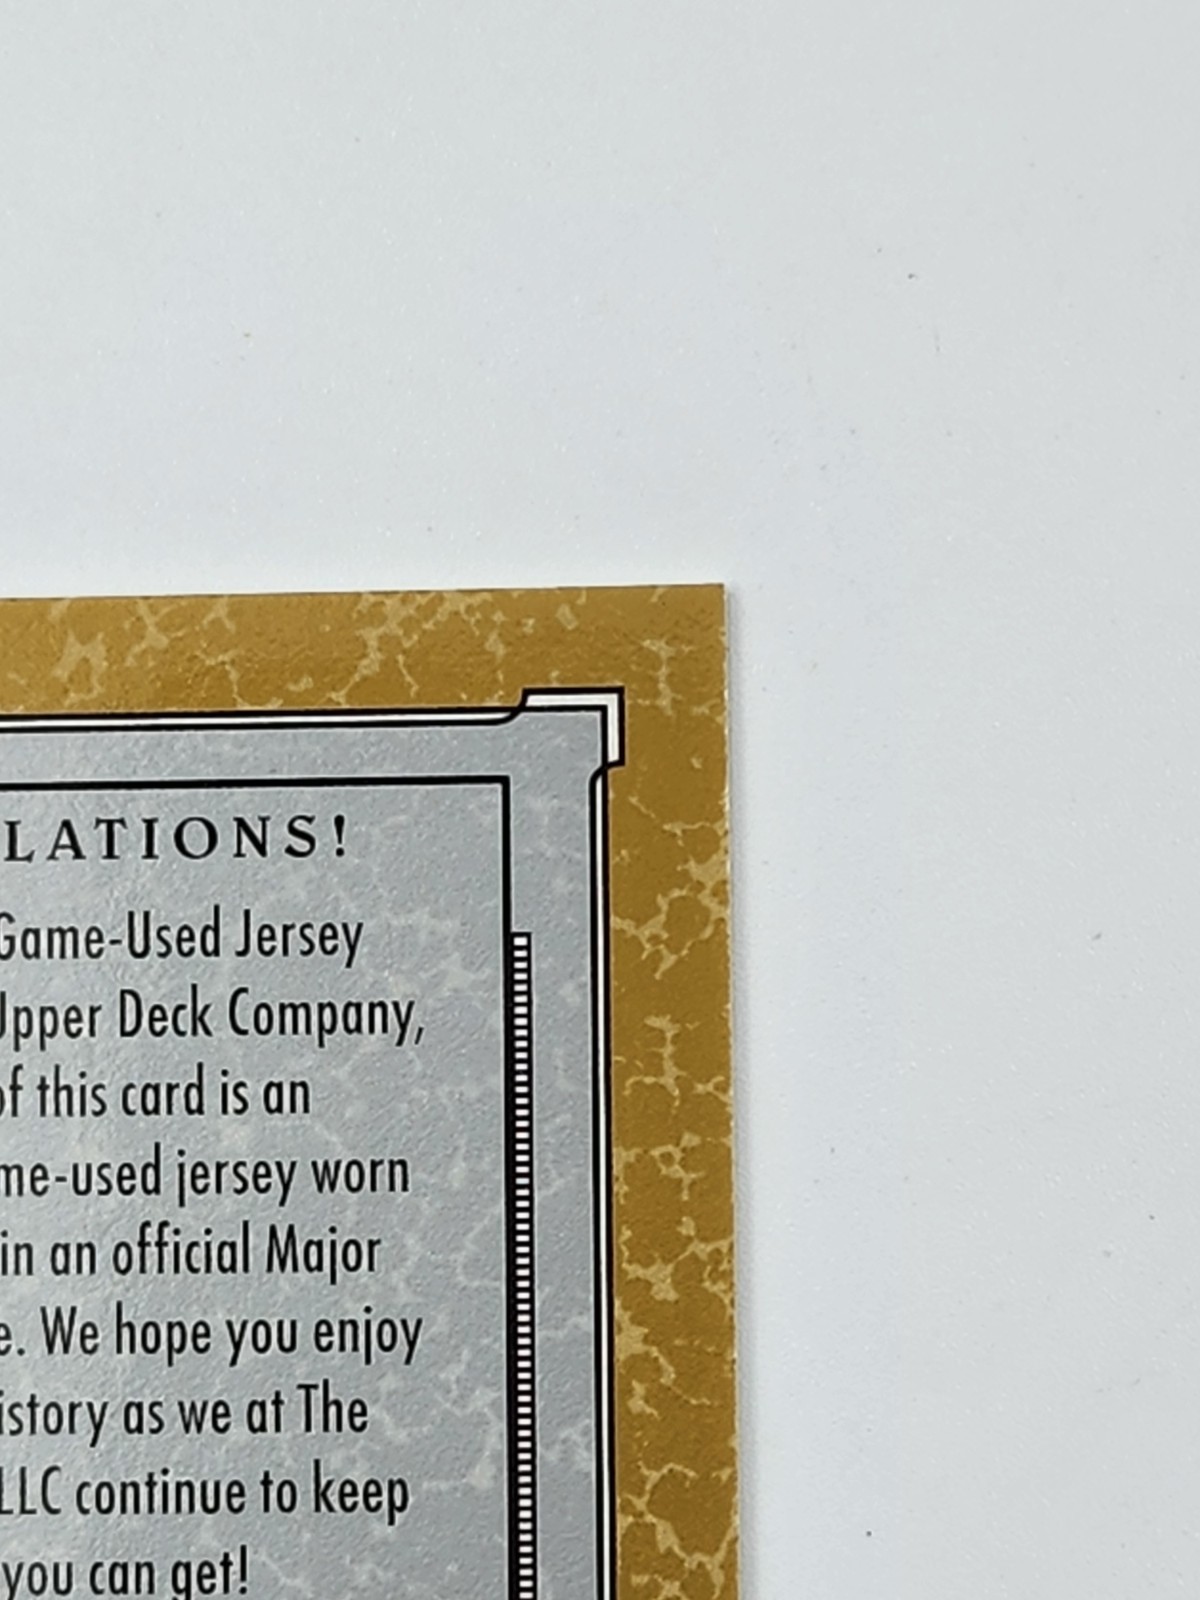 LATIONS!
Game-Used Jersey
Upper Deck Company,
of this card is an
me-used jersey worn
in an official Major
e. We hope you enjoy
istory as we at The
LLC continue to keep
you can get!